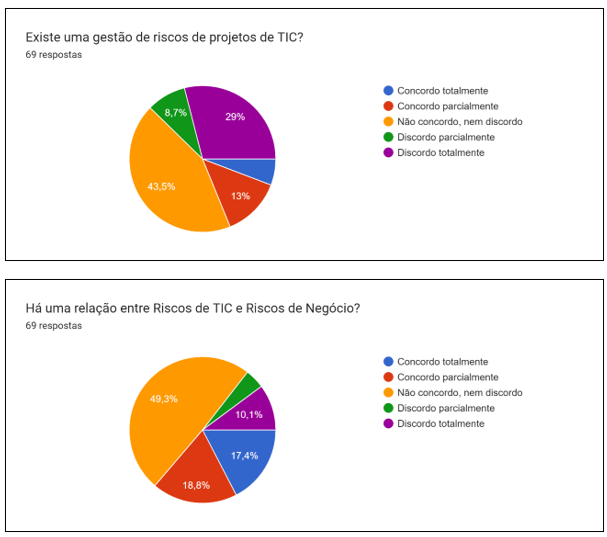 Existe uma gestão de riscos de projetos de TIC?
69 respostas
Concordo totalmente
Concordo parcialmente
Não concordo, nem discordo
Discordo parcialmente
Discordo totalmente
8,7%
29%
43,5%
13%
Há uma relação entre Riscos de TIC e Riscos de Negócio?
69 respostas
Concordo totalmente
Concordo parcialmente
Não concordo, nem discordo
Discordo parcialmente
Discordo totalmente
49,3%
10,1%
17,4%
18,8%